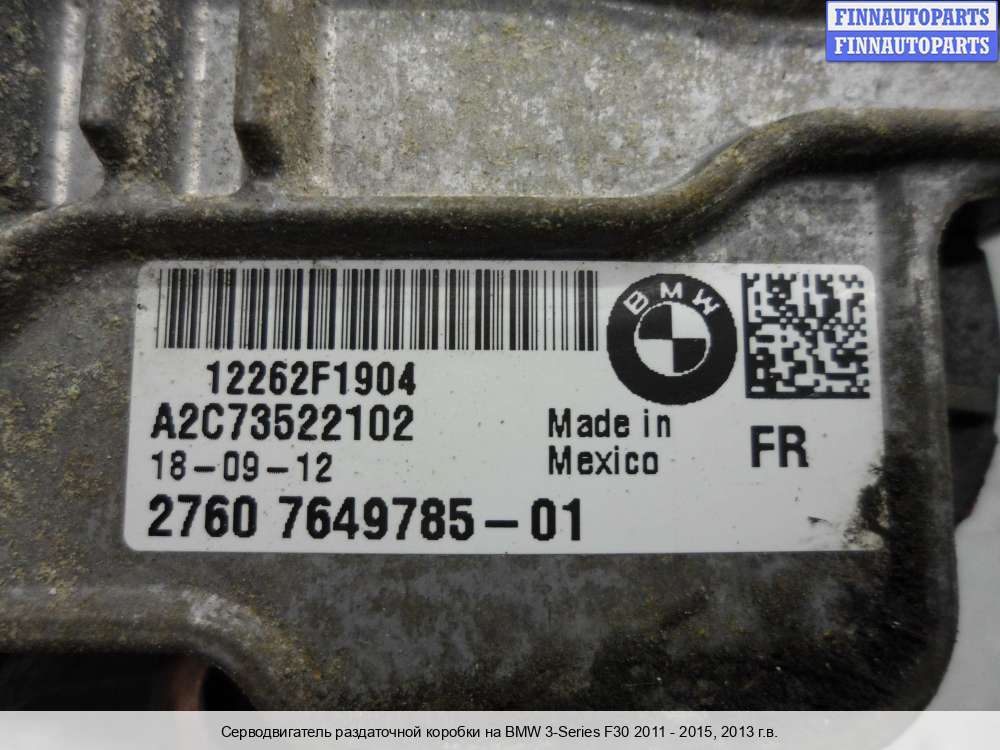 FINNAUTOPARTS
FINNAUTOPARTS
BMW
12262F1904
A2C73522102
18-09-12
Made in
Mexico
FR
2760 7649785-01
Серводвигатель раздаточной коробки на BMW 3-Series F30 2011 - 2015, 2013 г.в.